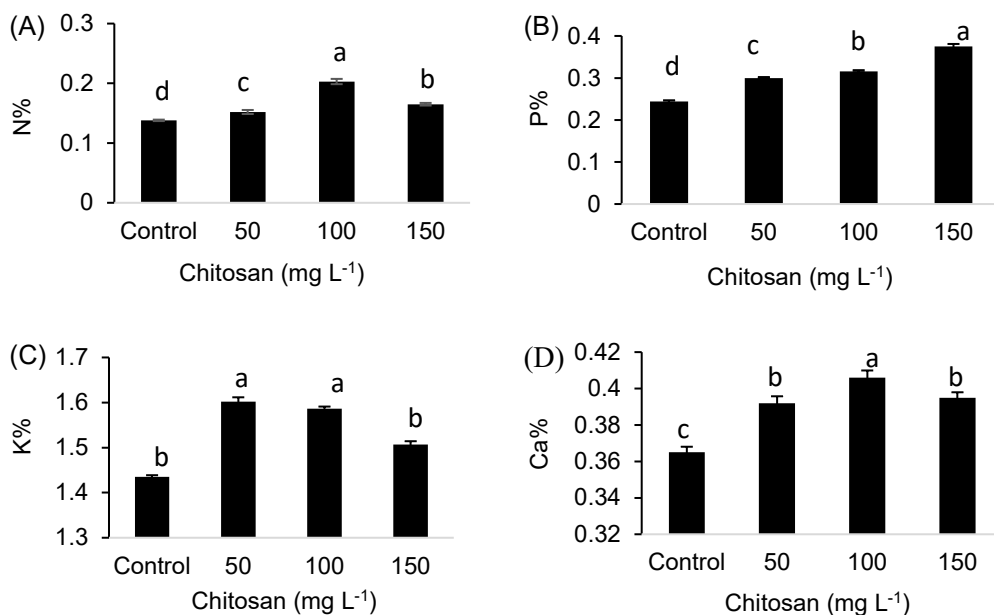 (A)
N%
0.3
0.2
0.1
0
d
c
a
b
Control 50 100 150
Chitosan (mg L⁻¹)
(B)
P%
0.4
0.3
0.2
0.1
0
d
c
b
a
Control 50 100 150
Chitosan (mg L⁻¹)
(C)
K%
1.7
1.6
1.5
1.4
1.3
b
a
a
b
Control 50 100 150
Chitosan (mg L⁻¹)
(D)
Ca%
0.42
0.4
0.38
0.36
0.34
0.32
c
b
a
b
Control 50 100 150
Chitosan (mg L⁻¹)